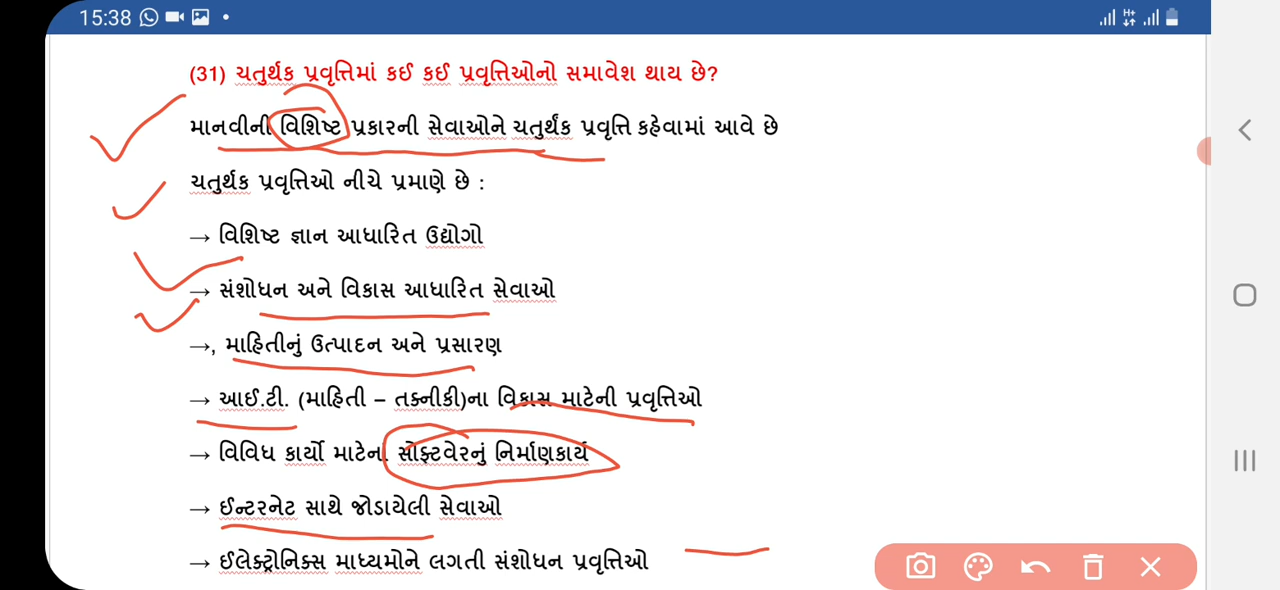 15:38
(31) ચતુર્થક પ્રવૃત્તિમાં કઈ કઈ પ્રવૃત્તિઓનો સમાવેશ થાય છે?
માનવીની વિશિષ્ટ પ્રકારની સેવાઓને ચતુર્થંક પ્રવૃત્તિ કહેવામાં આવે છે
ચતુર્થક પ્રવૃત્તિઓ નીચે પ્રમાણે છે :
→ વિશિષ્ટ જ્ઞાન આધારિત ઉદ્યોગો
→ સંશોધન અને વિકાસ આધારિત સેવાઓ
→, માહિતીનું ઉત્પાદન અને પ્રસારણ
→ આઈ.ટી. (માહિતી – તક્નીકી)ના વિકાસ માટેની પ્રવૃત્તિઓ
→ વિવિધ કાર્યો માટેના સોફ્ટવેરનું નિર્માણકાર્ય
→ ઈન્ટરનેટ સાથે જોડાયેલી સેવાઓ
→ ઈલેક્ટ્રોનિક્સ માધ્યમોને લગતી સંશોધન પ્રવૃત્તિઓ